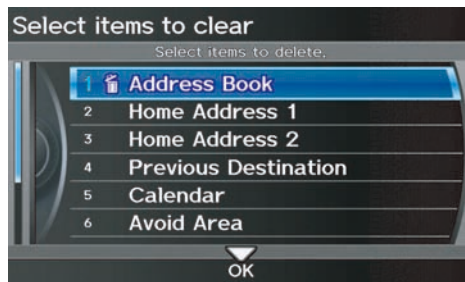 Select items to clear
Select items to delete.
1 Address Book
2 Home Address 1
3 Home Address 2
4 Previous Destination
5 Calendar
6 Avoid Area
OK